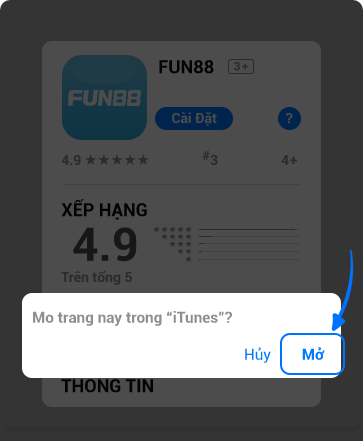 FUN88
FUN88 3+
Cài Đặt ?
4.9 ★★★★★ #3 4+
XẾP HẠNG
4.9
★★★★★
★★★★
★★★
★★
★
Trên tổng 5
Mo trang nay trong “iTunes”?
Hủy Mở
THÔNG TIN